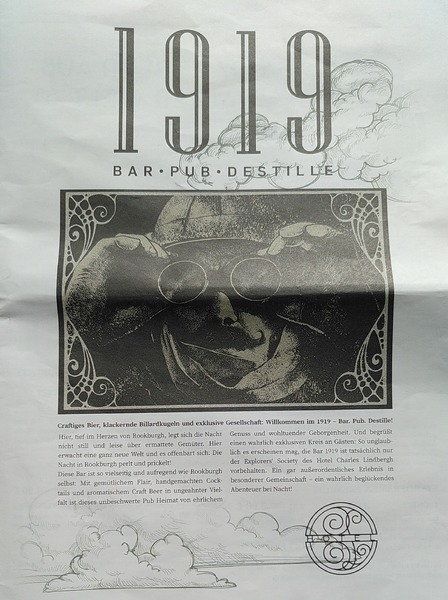 1919
BAR•PUB•DESTILLE
Craftiges Bier, klackernde Billardkugeln und exklusive Gesellschaft: Willkommen im 1919 – Bar. Pub. Destille!
Hier, tief im Herzen von Rookburgh, legt sich die Nacht
nicht still und leise über ermattete Gemüter. Hier
erwacht eine ganz neue Welt und es offenbart sich: Die
Nacht in Rookburgh perlt und prickelt!
Diese Bar ist so vielseitig und aufregend wie Rookburgh
selbst: Mit gemütlichem Flair, handgemachten Cock-
tails und aromatischem Craft Beer in ungeahnter Viel-
falt ist dieses unbeschwerte Pub Heimat von ehrlichem
Genuss und wohltuender Geborgenheit. Und begrüßt
einen wahrlich exklusiven Kreis an Gästen: So unglaub-
lich es erscheinen mag, die Bar 1919 ist tatsächlich nur
der Explorers' Society des Hotel Charles Lindbergh
vorbehalten. Ein gar außerordentliches Erlebnis in
besonderer Gemeinschaft – ein wahrlich beglückendes
Abenteuer bei Nacht!
HOTEL